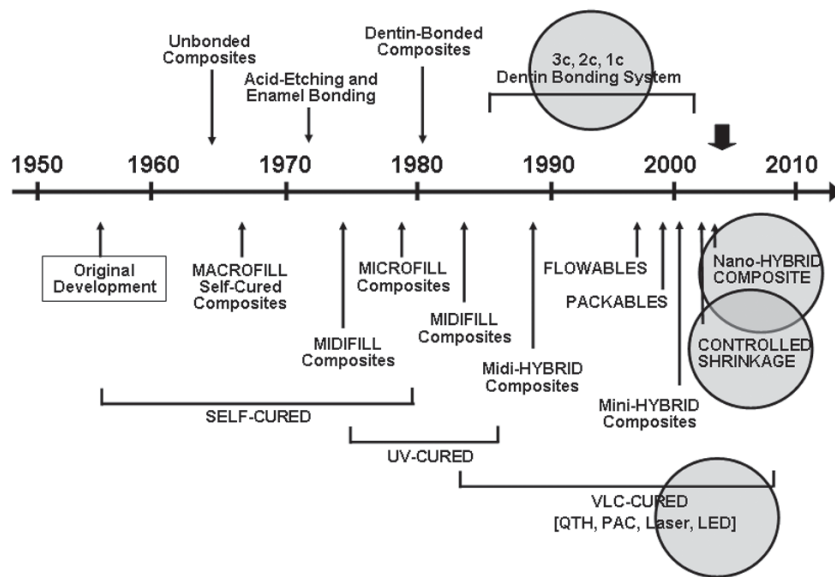 Unbonded
Composites
Acid-Etching and
Enamel Bonding
Dentin-Bonded
Composites
3c, 2c, 1c
Dentin Bonding System
1950 1960 1970 1980 1990 2000 2010
Original
Development
MACROFILL
Self-Cured
Composites
MIDIFILL
Composites
MICROFILL
Composites
MIDIFILL
Composites
Midi-HYBRID
Composites
FLOWABLES
PACKABLES
Mini-HYBRID
Composites
Nano-HYBRID
COMPOSITE
CONTROLLED
SHRINKAGE
SELF-CURED
UV-CURED
VLC-CURED
[QTH, PAC, Laser, LED]